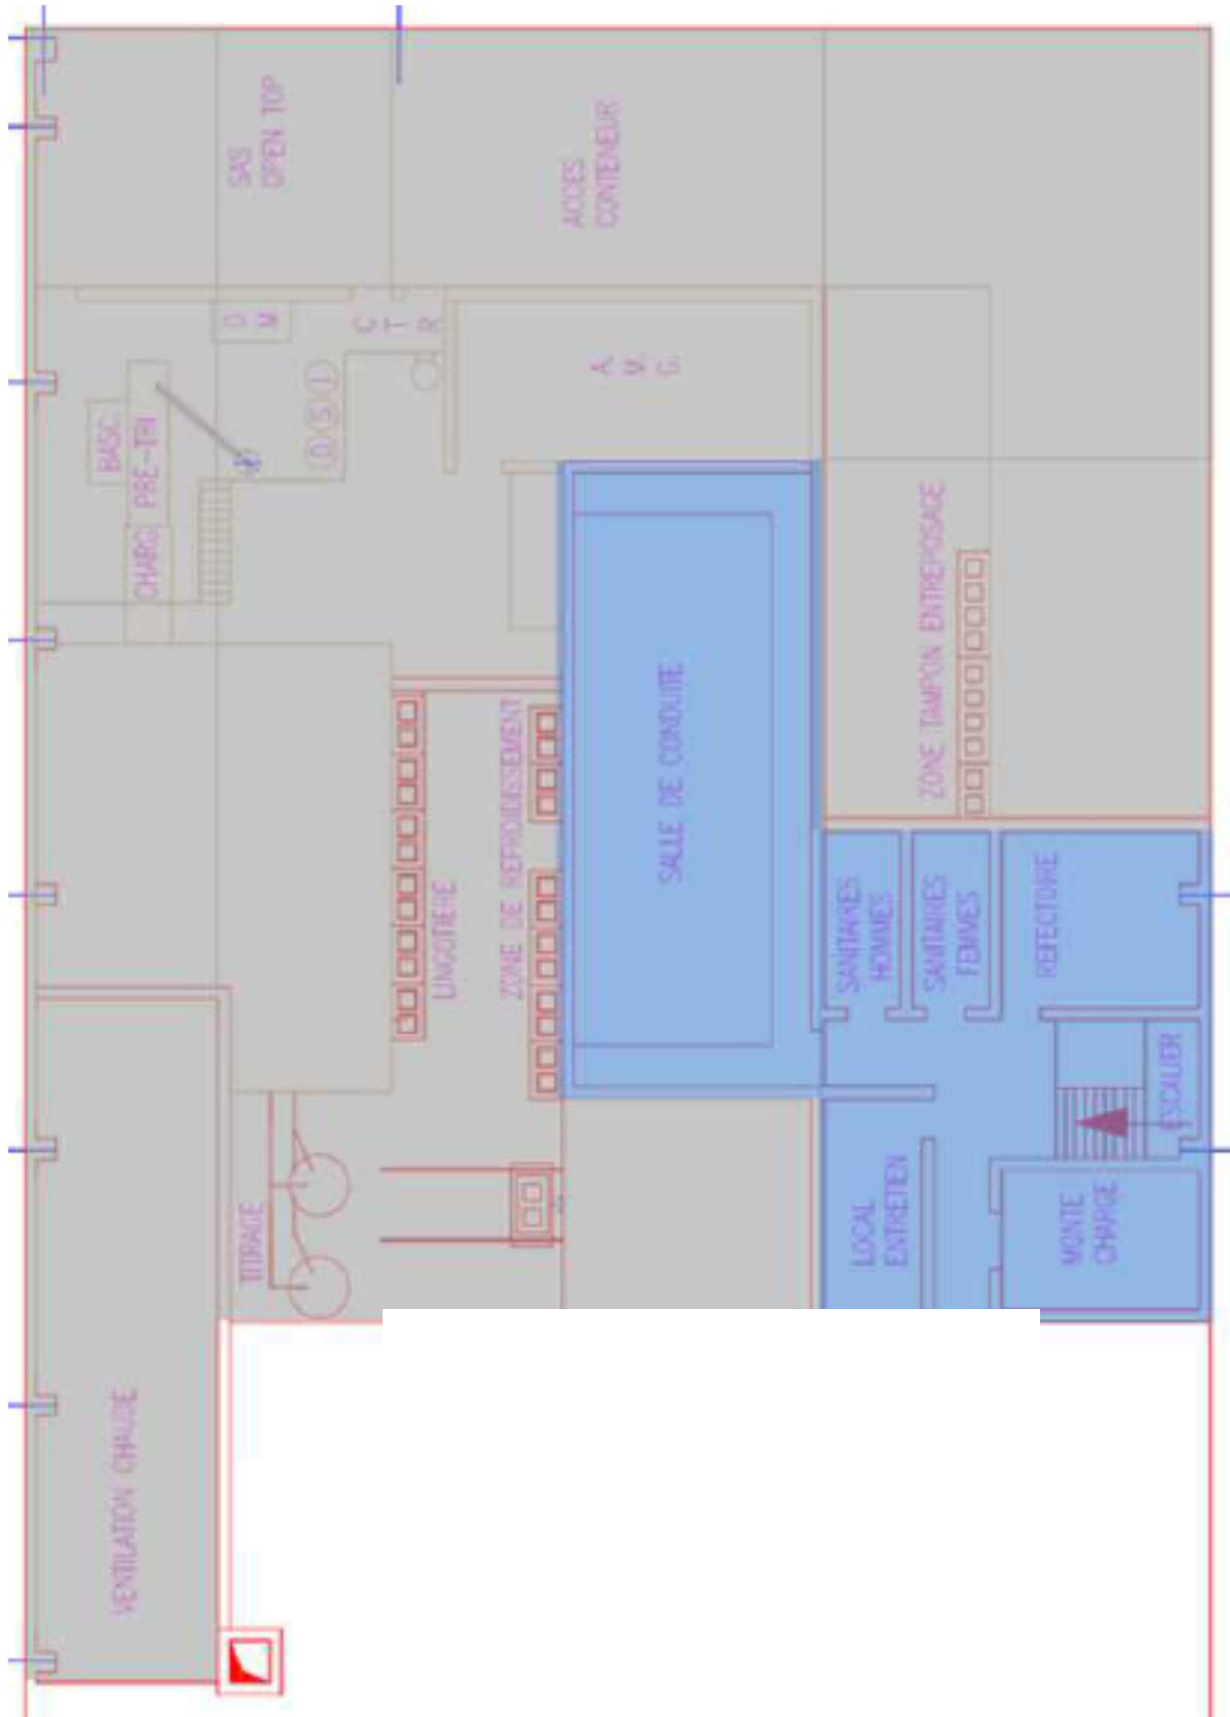 SAS
OPEN TOP
ACCES
CONTENEUR
D
M
C
T
R
A.
M.
G.
BASC.
PRE-TRI
CHARG.
D
S
I
ZONE TAMPON ENTREPOSAGE
SALLE DE CONDUITE
ZONE DE REFROIDISSEMENT
LINGOTIERE
SANITAIRES
HOMMES
SANITAIRES
FEMMES
REFECTOIRE
ESCALIER
LOCAL
ENTRETIEN
MONTE
CHARGE
TITRAGE
VENTILATION CHAUDE